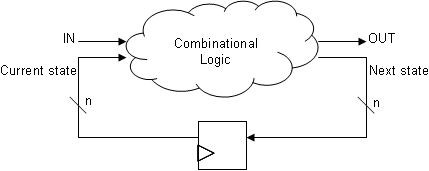 IN
OUT
Combinational
Logic
Current state
Next state
n
n